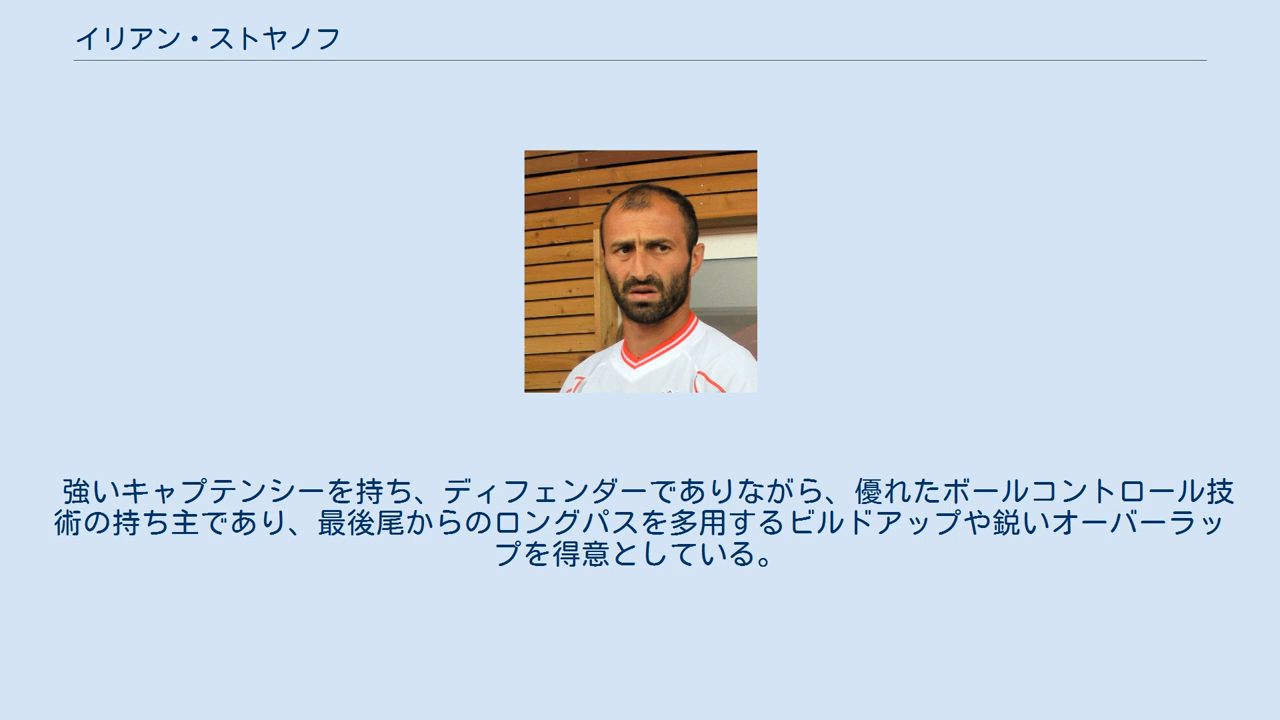 イリアン・ストヤノフ
強いキャプテンシーを持ち、ディフェンダーでありながら、優れたボールコントロール技
術の持ち主であり、最後尾からのロングパスを多用するビルドアップや鋭いオーバーラッ
プを得意としている。